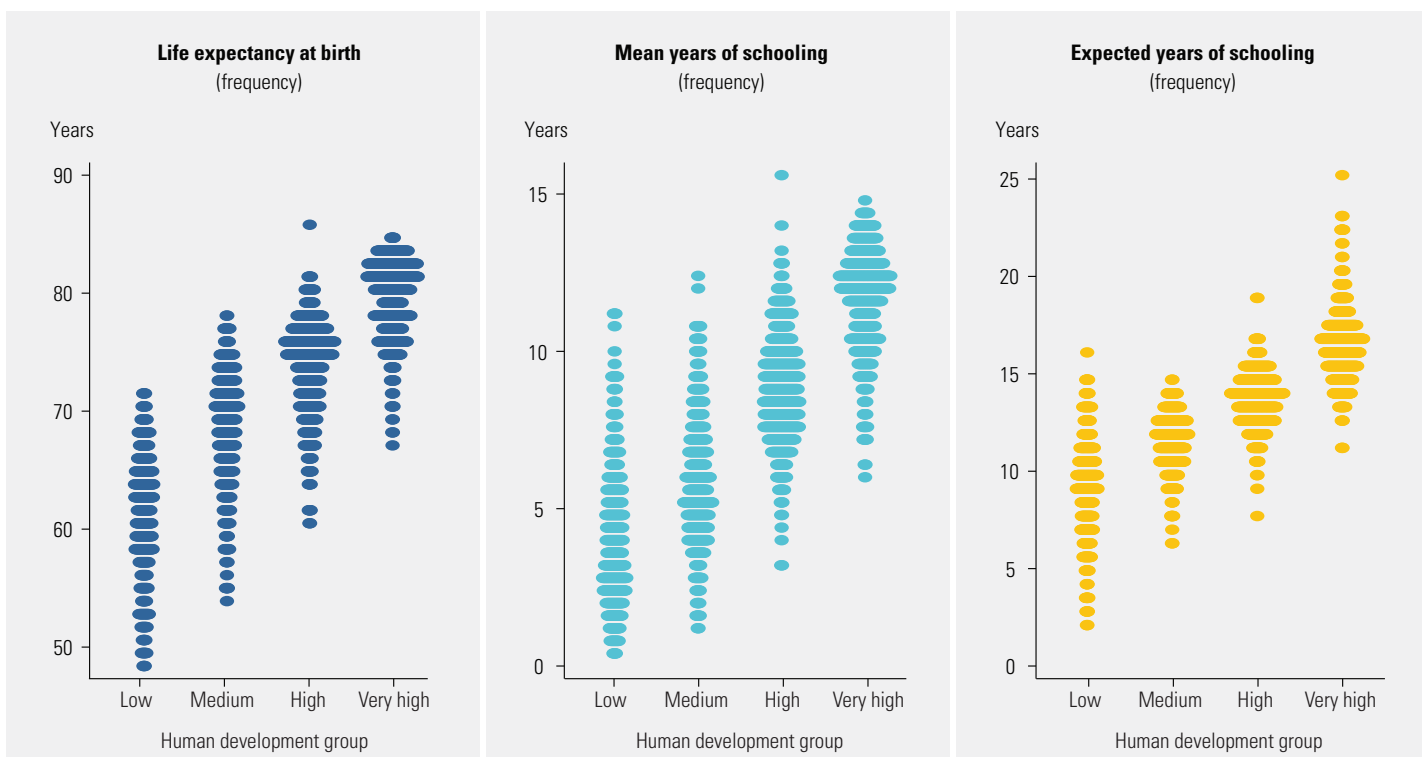 Life expectancy at birth
(frequency)
Years
90
80
70
60
50
Low Medium High Very high
Human development group
Mean years of schooling
(frequency)
Years
15
10
5
0
Low Medium High Very high
Human development group
Expected years of schooling
(frequency)
Years
25
20
15
10
5
0
Low Medium High Very high
Human development group